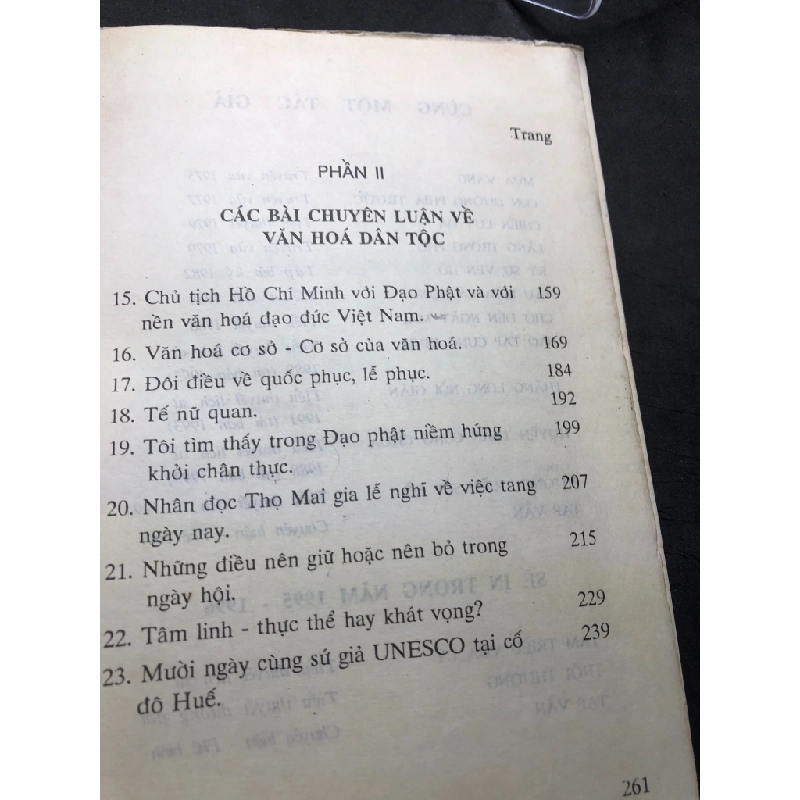 Trang
PHẦN II
CÁC BÀI CHUYÊN LUẬN VỀ
VĂN HOÁ DÂN TỘC
15. Chủ tịch Hồ Chí Minh với Đạo Phật và với 159
nền văn hoá đạo đức Việt Nam.
16. Văn hoá cơ sở - Cơ sở của văn hoá. 169
17. Đôi điều về quốc phục, lễ phục. 184
18. Tế nữ quan. 192
19. Tôi tìm thấy trong Đạo phật niềm húng 199
khởi chân thực.
20. Nhân đọc Thọ Mai gia lễ nghĩ về việc tang 207
ngày nay.
21. Những điều nên giữ hoặc nên bỏ trong 215
ngày hội.
22. Tâm linh - thực thể hay khát vọng? 229
23. Mười ngày cùng sứ giả UNESCO tại cố 239
đô Huế.
261